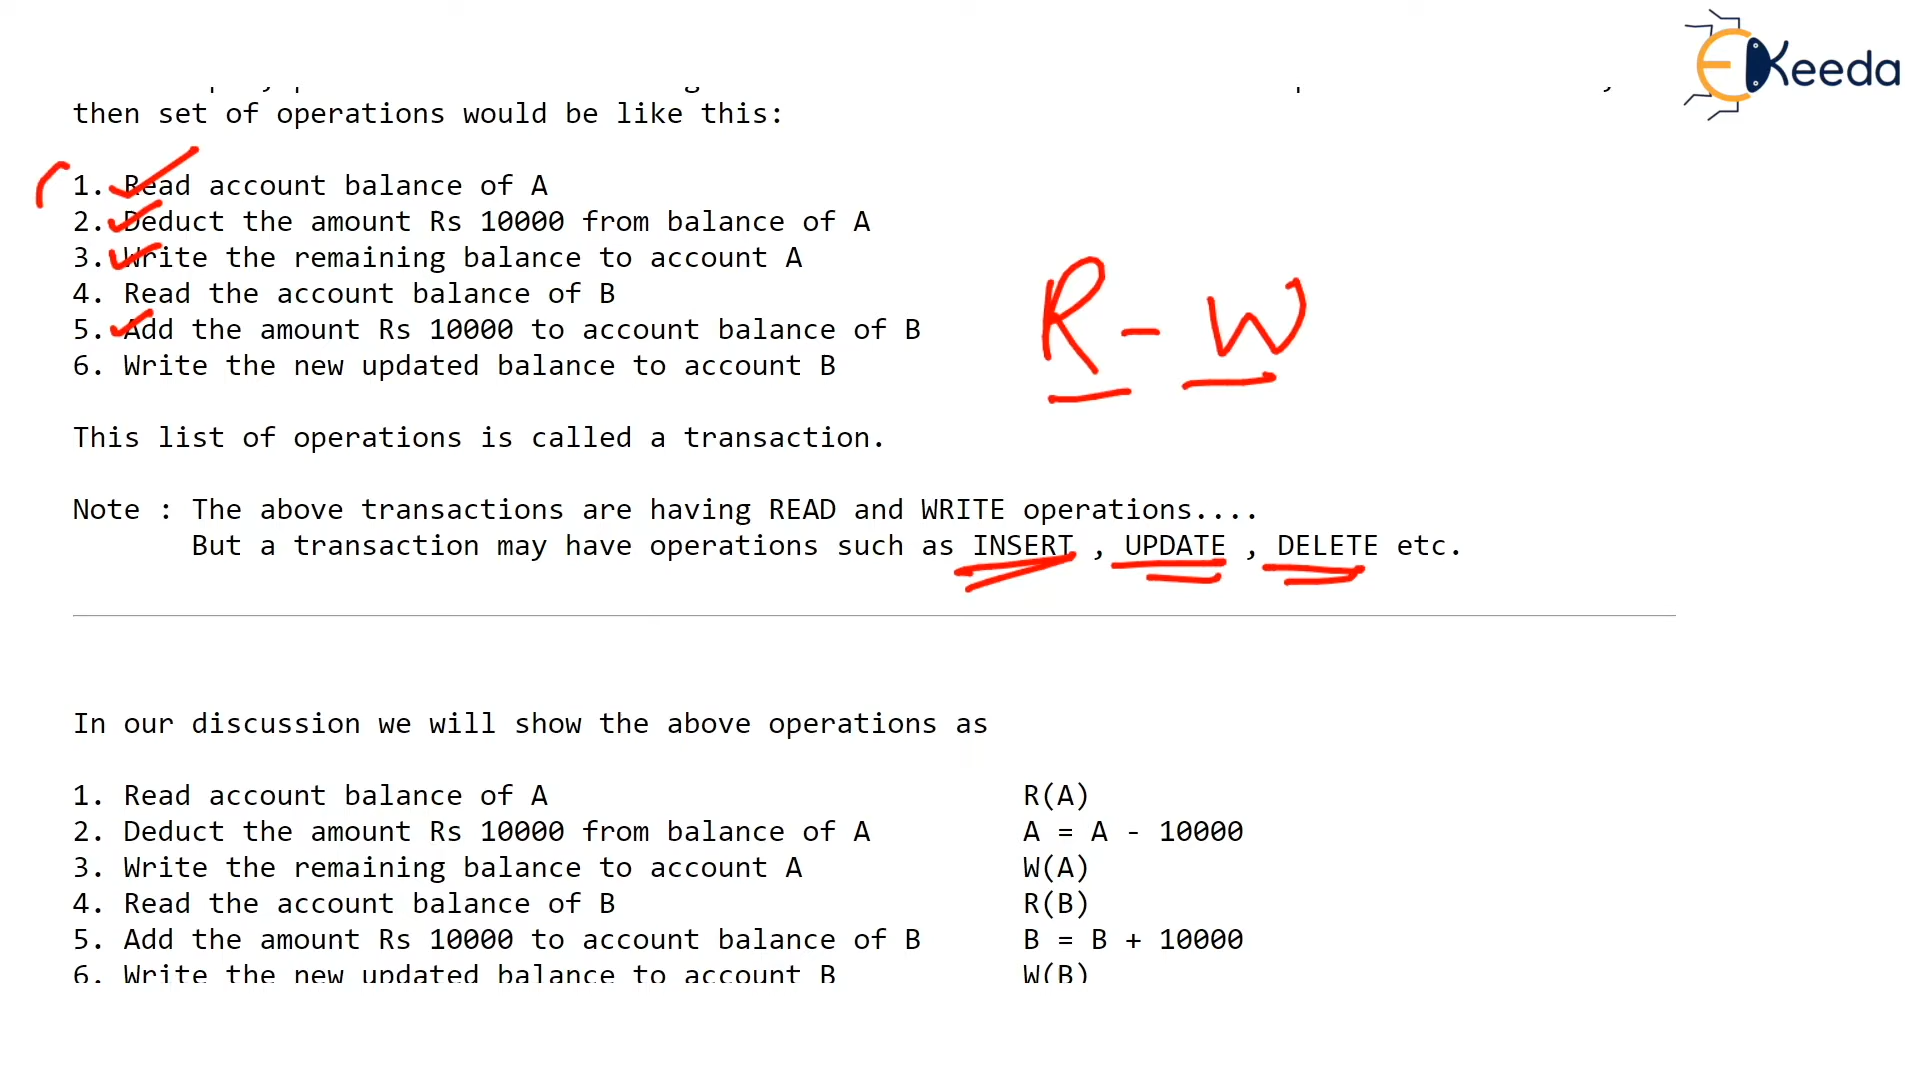 EKeeda
then set of operations would be like this:
1. Read account balance of A
2. Deduct the amount Rs 10000 from balance of A
3. Write the remaining balance to account A
4. Read the account balance of B
5. Add the amount Rs 10000 to account balance of B
6. Write the new updated balance to account B
R - W
This list of operations is called a transaction.
Note : The above transactions are having READ and WRITE operations....
But a transaction may have operations such as INSERT , UPDATE , DELETE etc.
In our discussion we will show the above operations as
1. Read account balance of A R(A)
2. Deduct the amount Rs 10000 from balance of A A = A - 10000
3. Write the remaining balance to account A W(A)
4. Read the account balance of B R(B)
5. Add the amount Rs 10000 to account balance of B B = B + 10000
6. Write the new updated balance to account B W(B)